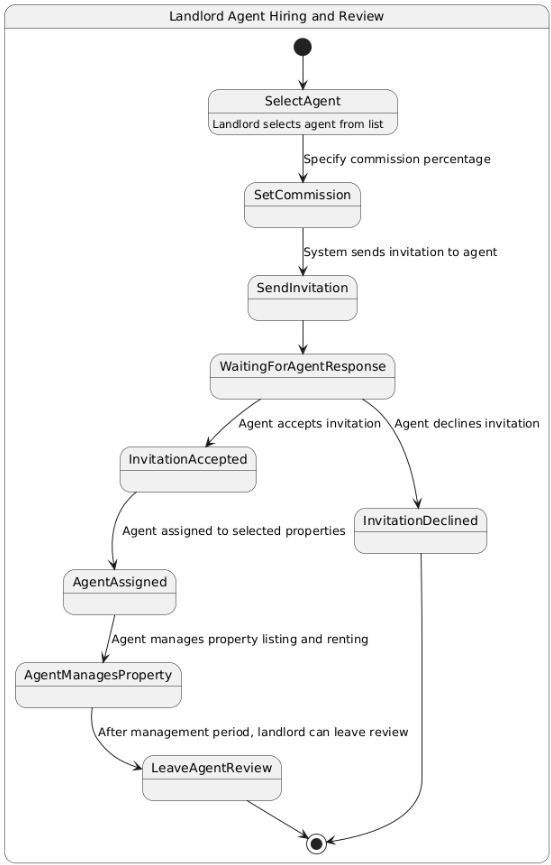 Landlord Agent Hiring and Review
SelectAgent
Landlord selects agent from list
Specify commission percentage
SetCommission
System sends invitation to agent
SendInvitation
WaitingForAgentResponse
Agent accepts invitation
Agent declines invitation
InvitationAccepted
InvitationDeclined
Agent assigned to selected properties
AgentAssigned
Agent manages property listing and renting
AgentManagesProperty
After management period, landlord can leave review
LeaveAgentReview